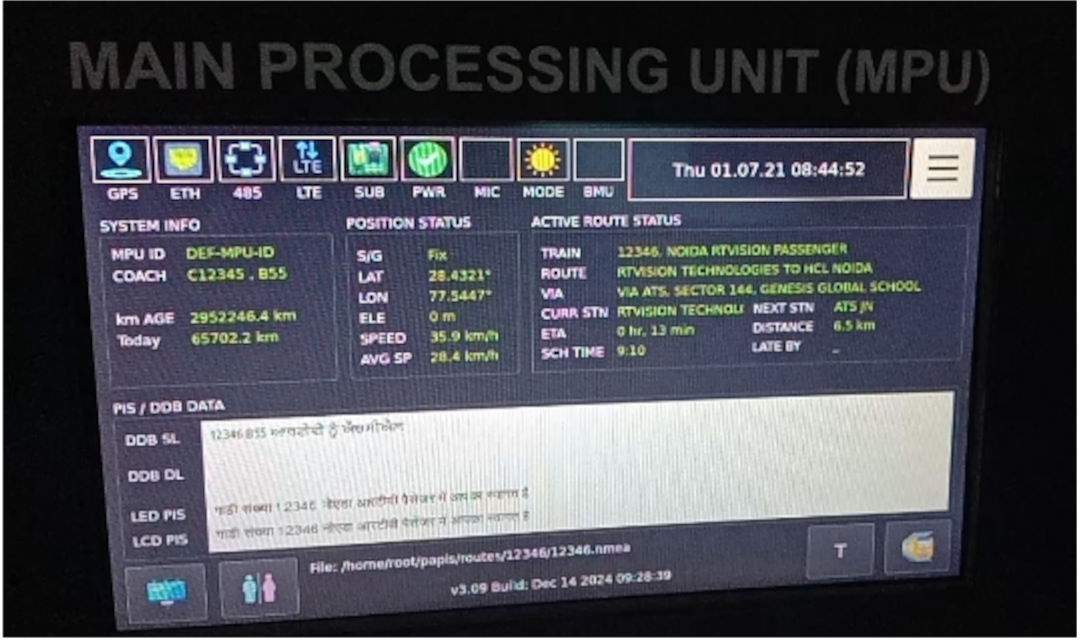 MAIN PROCESSING UNIT (MPU)
LTE
GPS ETH 485 LTE SUB PWR MIC MODE BMU
Thu 01.07.21 08:44:52
SYSTEM INFO
MPU ID DEF-MPU-ID
COACH C12345 , B55
km AGE 2952246.4 km
Today 65702.2 km
POSITION STATUS
S/G Fix
LAT 28.4321°
LON 77.5447°
ELE 0 m
SPEED 35.9 km/h
AVG SP 28.4 km/h
ACTIVE ROUTE STATUS
TRAIN 12346, NOIDA RTVISION PASSENGER
ROUTE RTVISION TECHNOLOGIES TO HCL NOIDA
VIA VIA ATS, SECTOR 144, GENESIS GLOBAL SCHOOL
CURR STN RTVISION TECHNOLI NEXT STN ATS JN
ETA 0 hr, 13 min DISTANCE 6.5 km
SCH TIME 9:10 LATE BY _
PIS / DDB DATA
DDB SL 12346 B55
DDB DL
LED PIS गाड़ी संख्या 12346 नोएडा आरटीवी पैसेंजर में आप का स्वागत है
LCD PIS गाड़ी संख्या 12346 नोएडा आरटीवी पैसेंजर में आपका स्वागत है
File: /home/root/papis/routes/12346/12346.nmea
v3.09 Build: Dec 14 2024 09:28:39
T